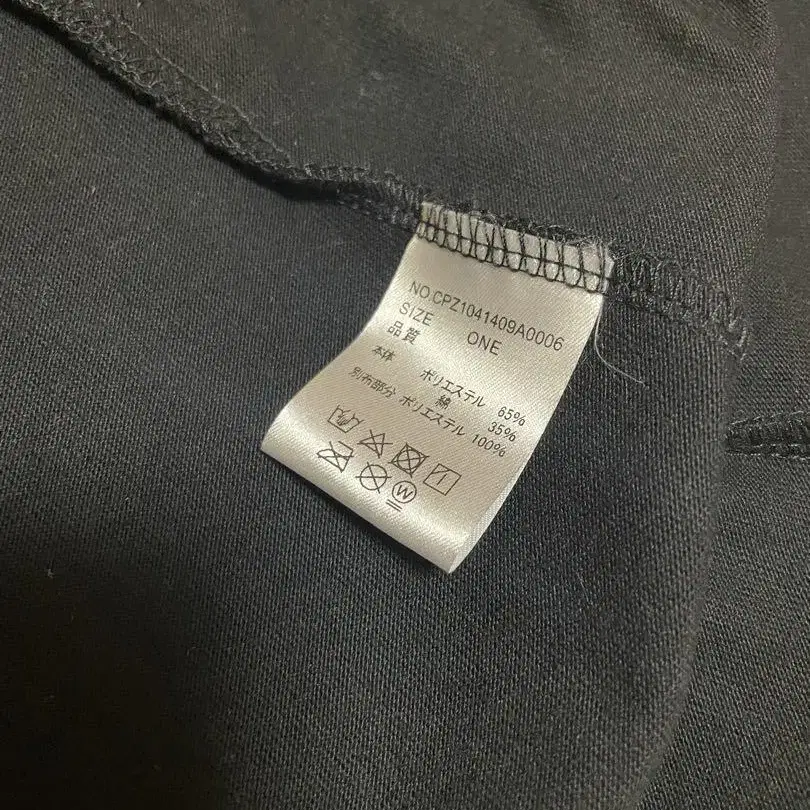 NO.CPZ1041409A0006
SIZE ONE
品質
本体 ポリエステル 65%
綿 35%
別布部分 ポリエステル 100%
W